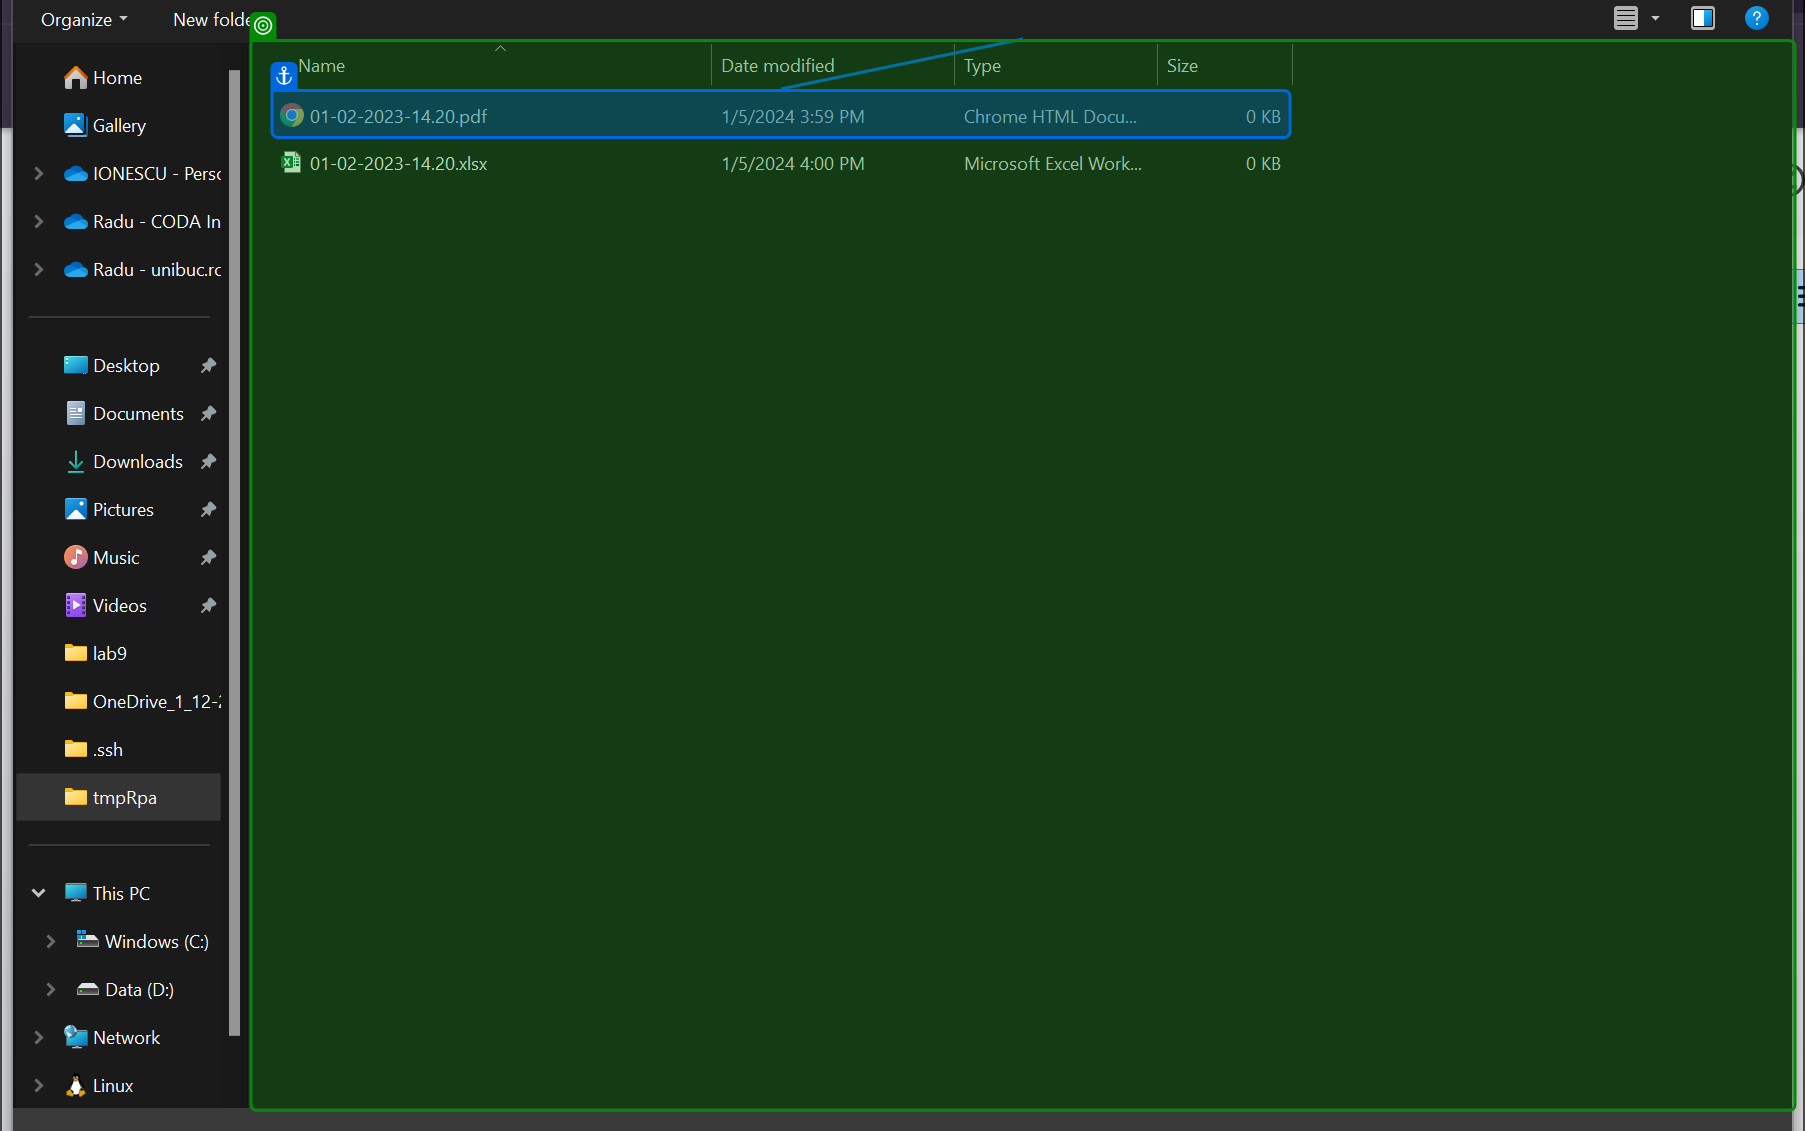 Organize
New folde
Name
Date modified
Type
Size
01-02-2023-14.20.pdf
1/5/2024 3:59 PM
Chrome HTML Docu...
0 KB
01-02-2023-14.20.xlsx
1/5/2024 4:00 PM
Microsoft Excel Work...
0 KB
Home
Gallery
IONESCU - Perso
Radu - CODA In
Radu - unibuc.ro
Desktop
Documents
Downloads
Pictures
Music
Videos
lab9
OneDrive_1_12-2
.ssh
tmpRpa
This PC
Windows (C:)
Data (D:)
Network
Linux